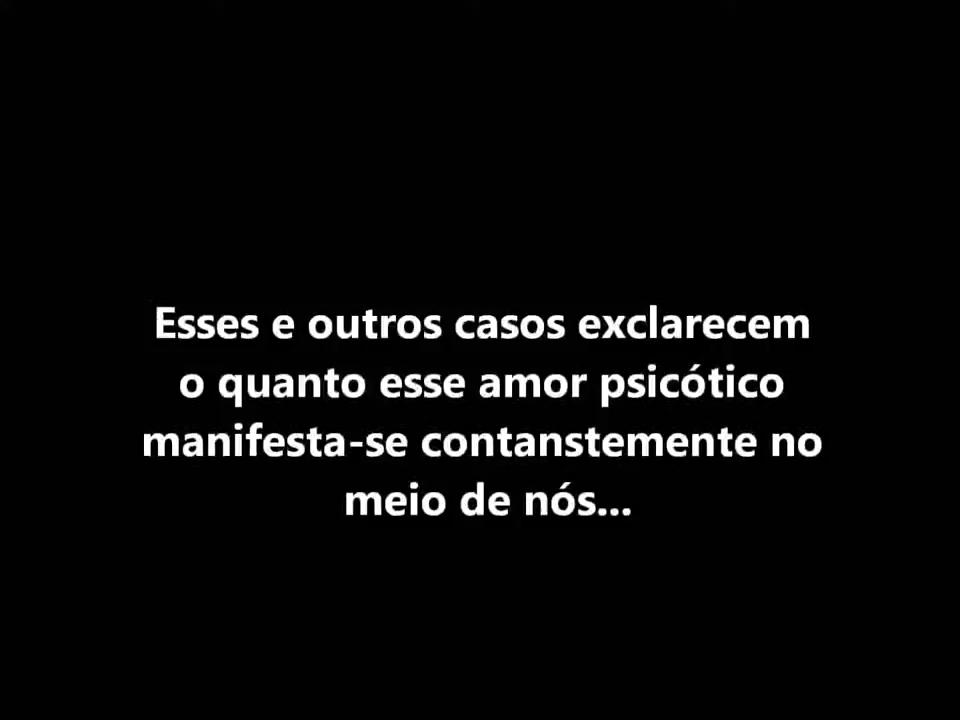 Esses e outros casos exclarecem
o quanto esse amor psicótico
manifesta-se contanstemente no
meio de nós...